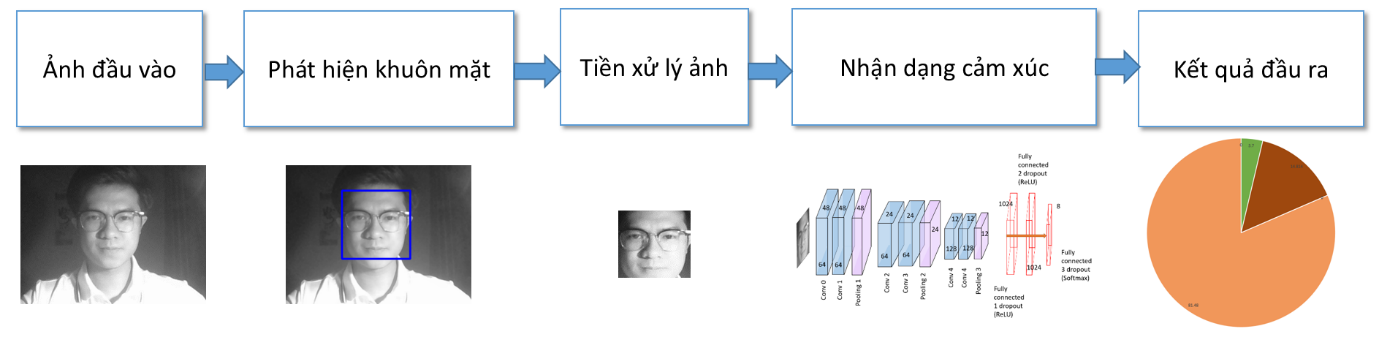 Ảnh đầu vào
Phát hiện khuôn mặt
Tiền xử lý ảnh
Nhận dạng cảm xúc
Kết quả đầu ra
Fully
connected
2 dropout
(ReLU)
48
48
48
64
64
Conv 0
Conv 1
Pooling 1
24
24
24
64
64
Conv 2
Conv 3
Pooling 2
12
12
12
128
128
Conv 4
Conv 4
Pooling 3
1024
1024
8
Fully
connected
1 dropout
(ReLU)
Fully
connected
3 dropout
(Softmax)